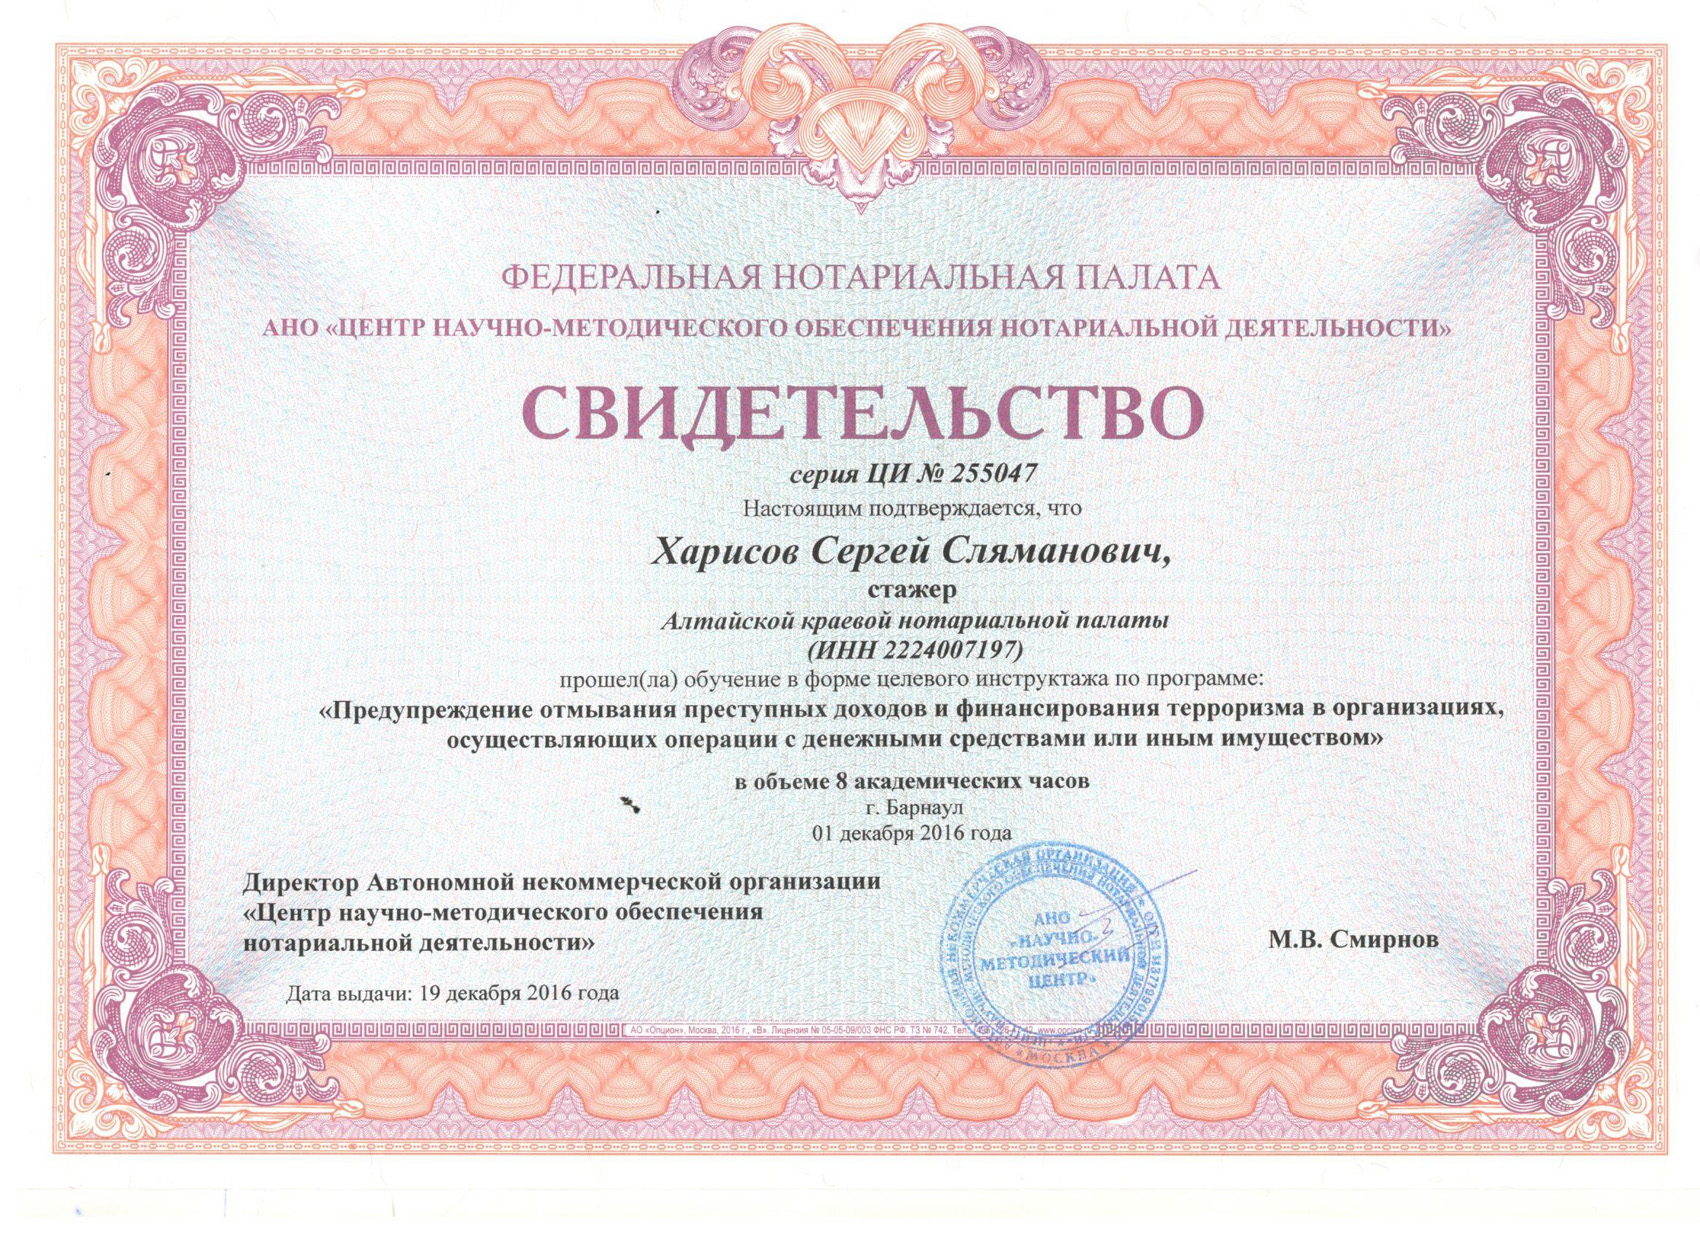 ФЕДЕРАЛЬНАЯ НОТАРИАЛЬНАЯ ПАЛАТА
АНО «ЦЕНТР НАУЧНО-МЕТОДИЧЕСКОГО ОБЕСПЕЧЕНИЯ НОТАРИАЛЬНОЙ ДЕЯТЕЛЬНОСТИ»
СВИДЕТЕЛЬСТВО
серия ЦИ № 255047
Настоящим подтверждается, что
Харисов Сергей Сляманович,
стажер
Алтайской краевой нотариальной палаты
(ИНН 2224007197)
прошел(ла) обучение в форме целевого инструктажа по программе:
«Предупреждение отмывания преступных доходов и финансирования терроризма в организациях,
осуществляющих операции с денежными средствами или иным имуществом»
в объеме 8 академических часов
г. Барнаул
01 декабря 2016 года
Директор Автономной некоммерческой организации
«Центр научно-методического обеспечения
нотариальной деятельности»
М.В. Смирнов
Дата выдачи: 19 декабря 2016 года
АНО
«НАУЧНО-
МЕТОДИЧЕСКИЙ
ЦЕНТР»
МОСКВА
АО «Опцион», Москва, 2016 г., «В». Лицензия № 05-05-09/003 ФНС РФ. ТЗ № 742. Тел.